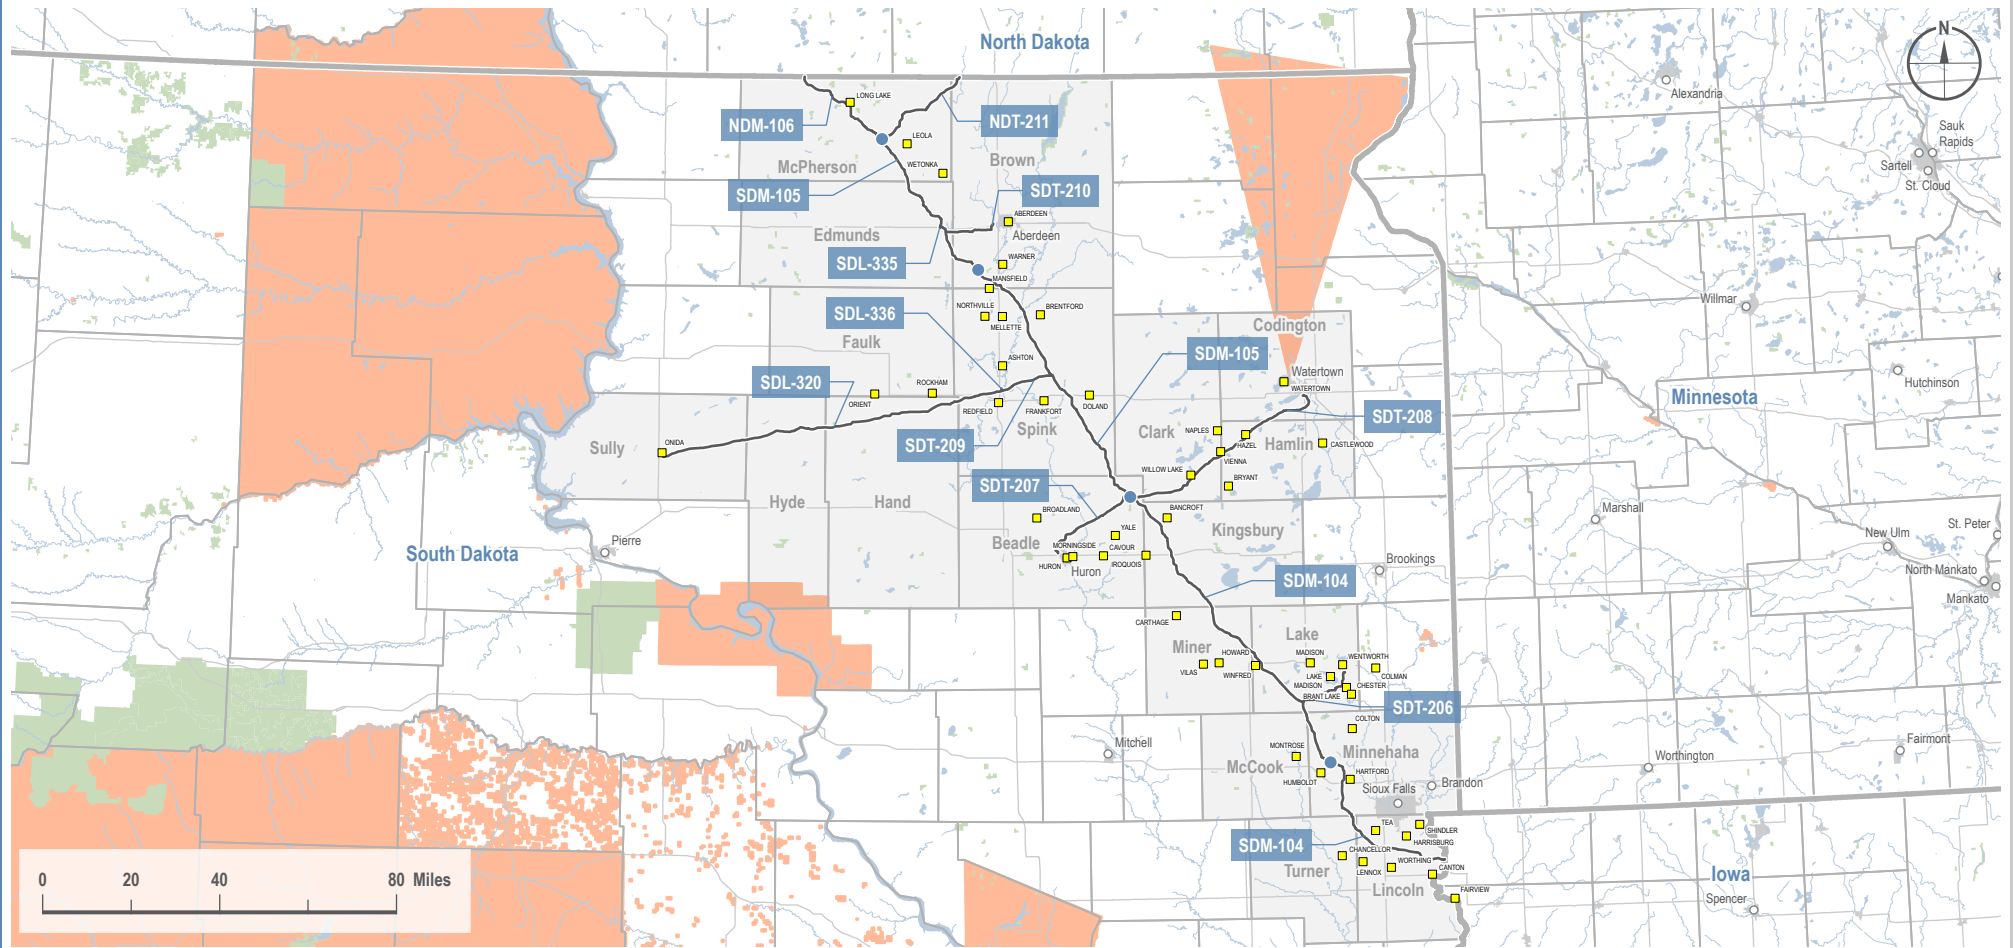 North Dakota
N
LONG LAKE
NDM-106
NDT-211
LEOLA
McPherson
WETONKA
Brown
SDM-105
SDT-210
ABERDEEN
Aberdeen
Edmunds
SDL-335
WARNER
MANSFIELD
NORTHVILLE
BRENTFORD
MELLETTE
SDL-336
Faulk
ASHTON
SDM-105
Codington
Watertown
WATERTOWN
SDL-320
ROCKHAM
ORIENT
REDFIELD
FRANKFORT
DOLAND
Spink
SDT-209
SDT-208
Sully
ONIDA
Clark
NAPLES
HAZEL
Hamlin
CASTLEWOOD
VIENNA
WILLOW LAKE
BRYANT
SDT-207
Hyde
Hand
BROADLAND
BANCROFT
YALE
Kingsbury
Beadle
MORNINGSIDE
CAVOUR
HURON
Huron
IROQUOIS
SDM-104
Brookings
South Dakota
Pierre
CARTHAGE
Miner
Lake
HOWARD
VILAS
WINFRED
MADISON
WENTWORTH
LAKE
COLMAN
MADISON
CHESTER
BRANT LAKE
SDT-206
COLTON
Mitchell
MONTROSE
Minnehaha
McCook
HUMBOLDT
HARTFORD
Sioux Falls
Brandon
TEA
SHINDLER
HARRISBURG
SDM-104
CHANCELLOR
WORTHING
LENNOX
CANTON
Turner
Lincoln
FAIRVIEW
Alexandria
Sauk
Rapids
Sartell
St. Cloud
Willmar
Hutchinson
Minnesota
Marshall
New Ulm
St. Peter
North Mankato
Mankato
Worthington
Fairmont
Iowa
Spencer
0 20 40 80 Miles